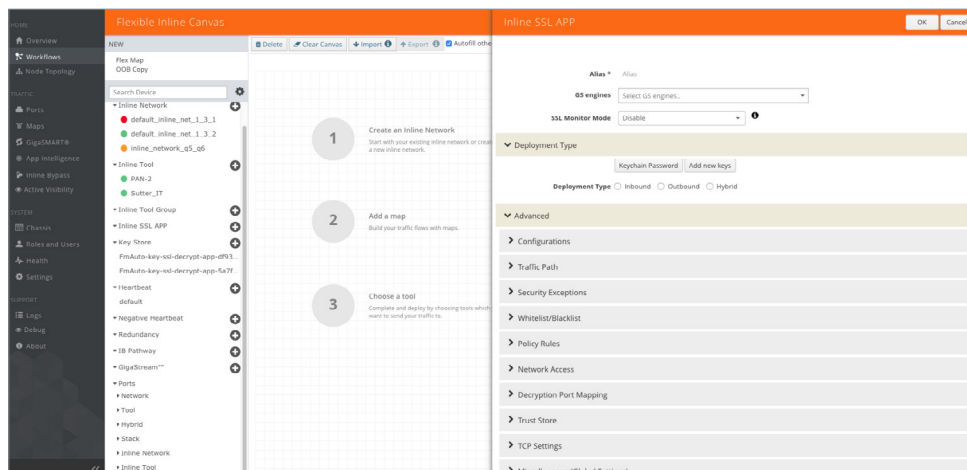 HOME
Overview
Workflows
Node Topology
TRAFFIC
Ports
Maps
GigaSMART®
App Intelligence
Inline Bypass
Active Visibility
SYSTEM
Chassis
Roles and Users
Health
Settings
SUPPORT
Logs
Debug
About
Flexible Inline Canvas
NEW
Flex Map
OOB Copy
Search Device
Inline Network
default_inline_net_1_3_1
default_inline_net_1_3_2
inline_network_q5_q6
Inline Tool
PAN-2
Sutter_IT
Inline Tool Group
Inline SSL APP
Key Store
FmAuto-key-ssl-decrypt-app-df93...
FmAuto-key-ssl-decrypt-app-5a7f...
Heartbeat
default
Negative Heartbeat
Redundancy
IB Pathway
GigaStream™
Ports
Network
Tool
Hybrid
Stack
Inline Network
Inline Tool
Delete Clear Canvas Import Export Autofill othe
1
Create an Inline Network
Start with your existing inline network or crea
a new inline network.
2
Add a map
Build your traffic flows with maps.
3
Choose a tool
Complete and deploy by choosing tools which
want to send your traffic to.
Inline SSL APP
OK Cancel
Alias * Alias
GS engines Select GS engines..
SSL Monitor Mode Disable
Deployment Type
Keychain Password Add new keys
Deployment Type Inbound Outbound Hybrid
Advanced
Configurations
Traffic Path
Security Exceptions
Whitelist/Blacklist
Policy Rules
Network Access
Decryption Port Mapping
Trust Store
TCP Settings